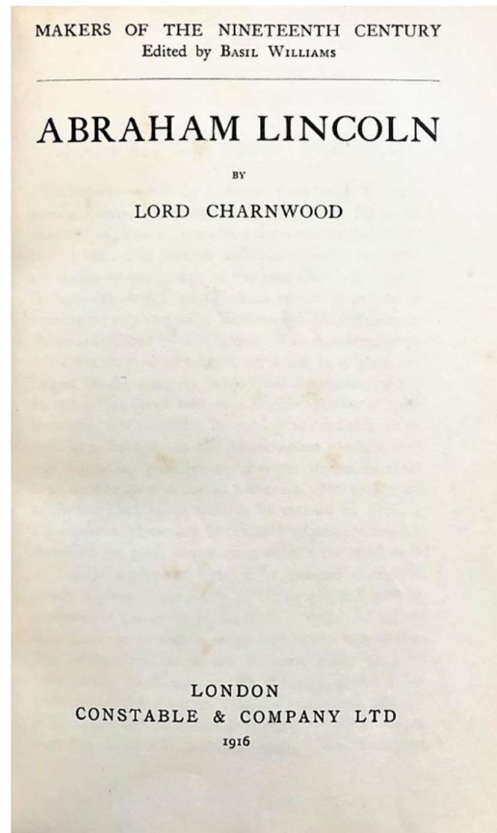 MAKERS OF THE NINETEENTH CENTURY
Edited by BASIL WILLIAMS
ABRAHAM LINCOLN
BY
LORD CHARNWOOD
LONDON
CONSTABLE & COMPANY LTD
1916